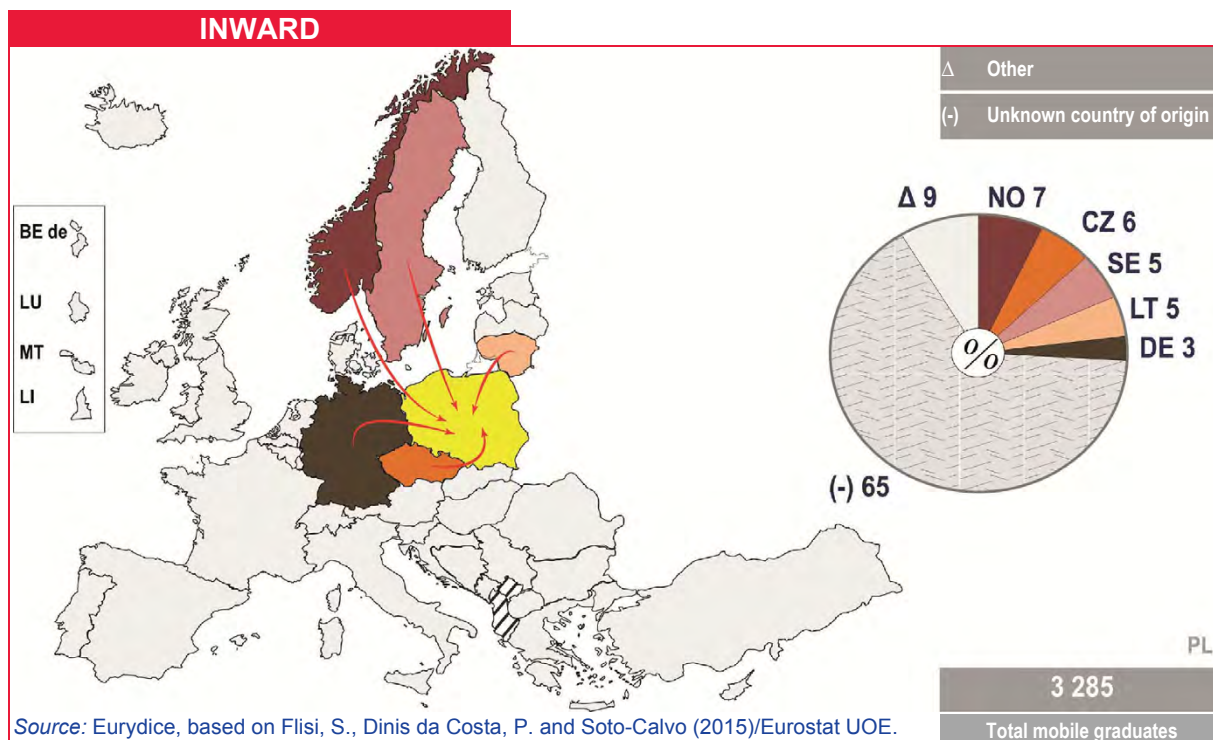 INWARD
Δ Other
(-) Unknown country of origin
BE de
LU
MT
LI
Δ 9
NO 7
CZ 6
SE 5
LT 5
DE 3
%
(-) 65
PL
3 285
Total mobile graduates
Source: Eurydice, based on Flisi, S., Dinis da Costa, P. and Soto-Calvo (2015)/Eurostat UOE.